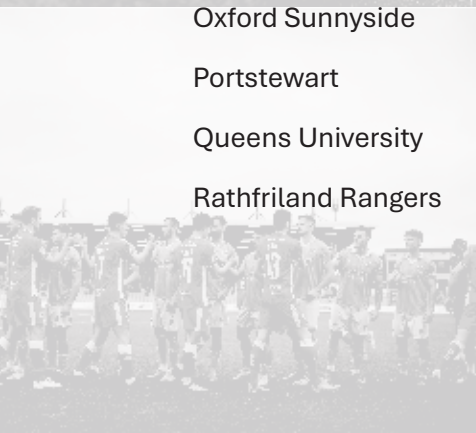 Oxford Sunnyside
Portstewart
Queens University
Rathfriland Rangers